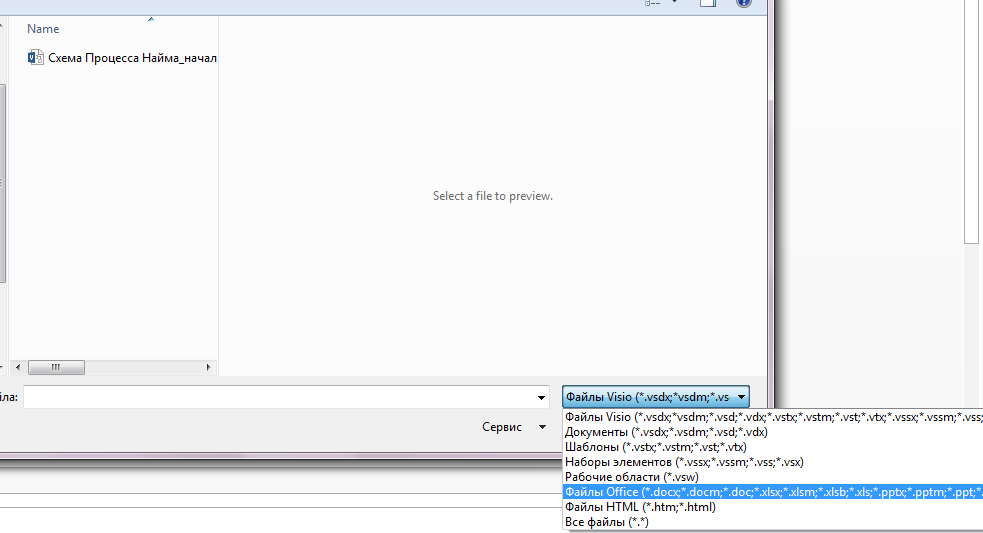 Name
Схема Процесса Найма_начал
Select a file to preview.
ла:
Файлы Visio (*.vsdx;*vsdm;*.vs
Сервис
Файлы Visio (*.vsdx;*vsdm;*.vsd;*.vdx;*.vstx;*.vstm;*.vst;*.vtx;*.vssx;*.vssm;*.vss;
Документы (*.vsdx;*.vsdm;*.vsd;*.vdx)
Шаблоны (*.vstx;*.vstm;*.vst;*.vtx)
Наборы элементов (*.vssx;*.vssm;*.vss;*.vsx)
Рабочие области (*.vsw)
Файлы Office (*.docx;*.docm;*.doc;*.xlsx;*.xlsm;*.xlsb;*.xls;*.pptx;*.pptm;*.ppt;*.
Файлы HTML (*.htm;*.html)
Все файлы (*.*)